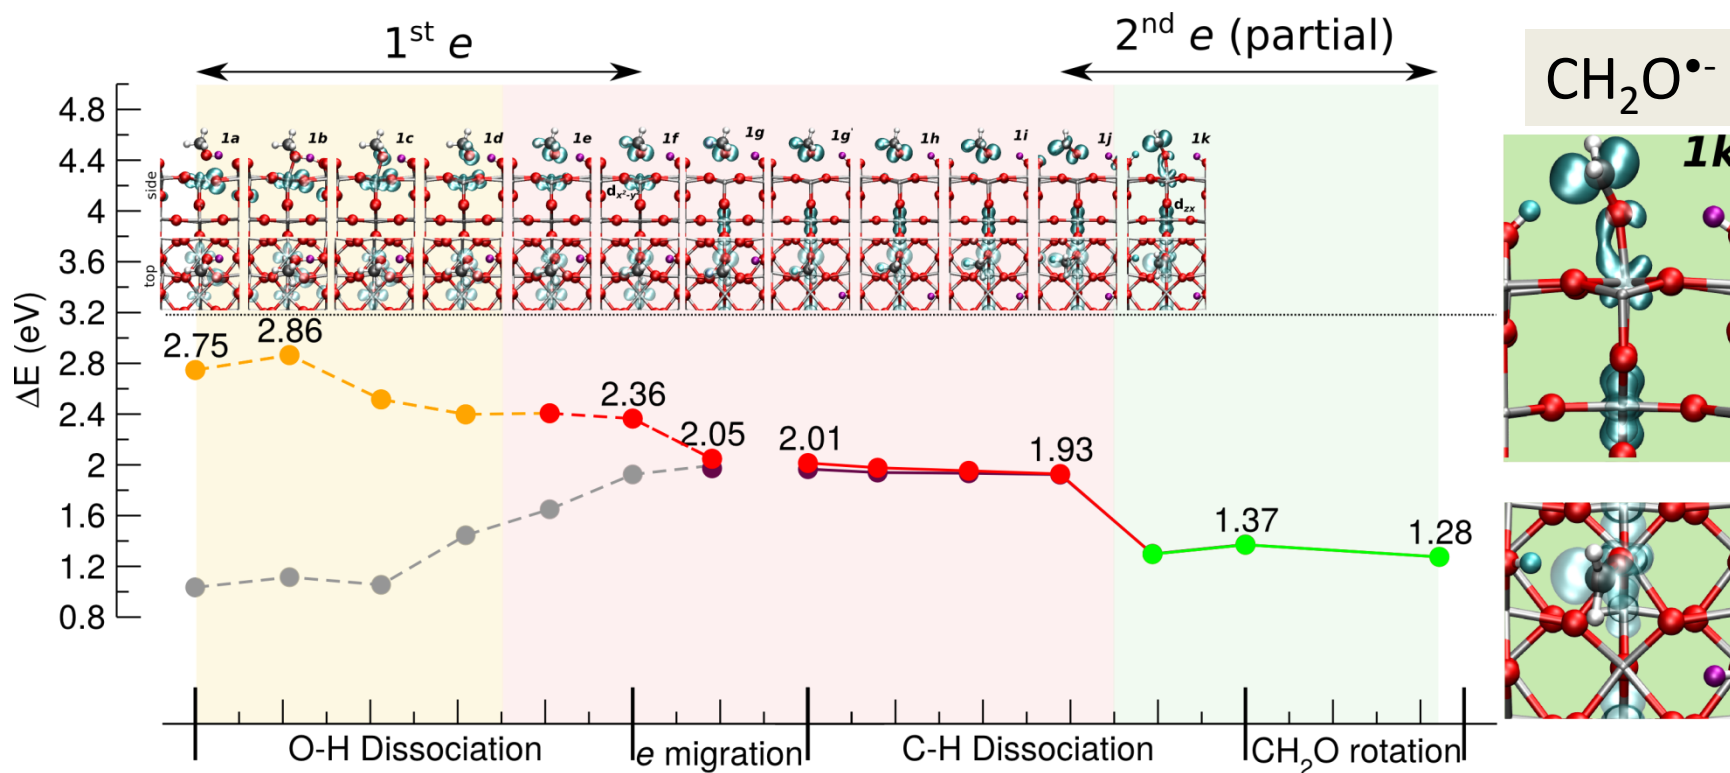 1st e
2nd e (partial)
CH2O•-
4.8
4.4
4
3.6
3.2
2.8
2.4
2
1.6
1.2
0.8
ΔE (eV)
side
top
1a
1b
1c
1d
1e
1f
1g
1g'
1h
1i
1j
1k
dx²-y²
dzx
1k
2.75
2.86
2.36
2.05
2.01
1.93
1.37
1.28
O-H Dissociation
e migration
C-H Dissociation
CH2O rotation